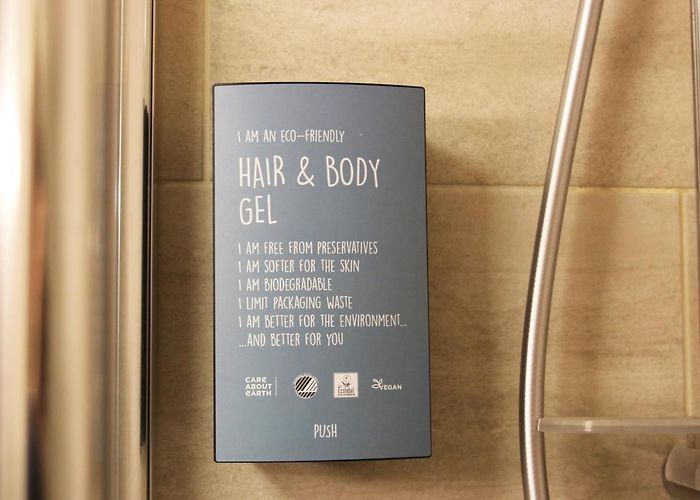 I AM AN ECO-FRIENDLY
HAIR & BODY
GEL
I AM FREE FROM PRESERVATIVES
I AM SOFTER FOR THE SKIN
I AM BIODEGRADABLE
I LIMIT PACKAGING WASTE
I AM BETTER FOR THE ENVIRONMENT...
...AND BETTER FOR YOU
CARE
ABOUT
EARTH
Ecolabel
VEGAN
PUSH